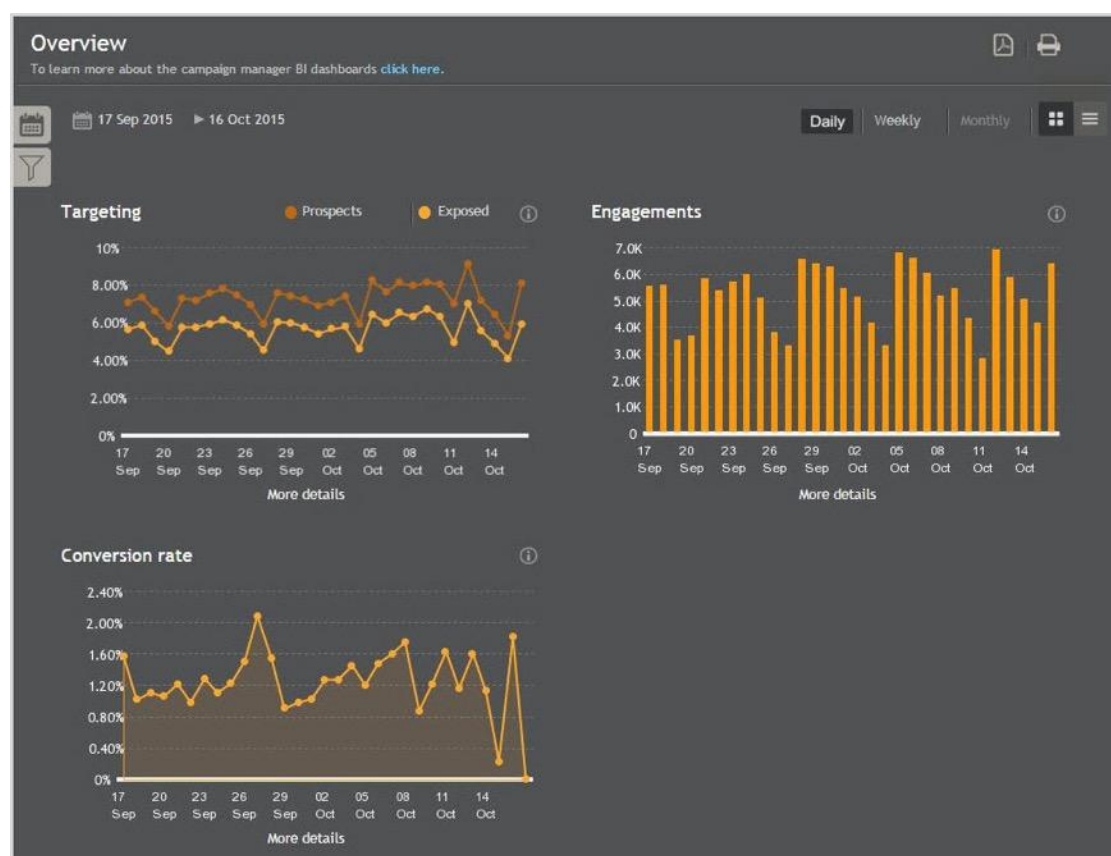 Overview
To learn more about the campaign manager BI dashboards click here.
17 Sep 2015 ▶ 16 Oct 2015
Daily Weekly Monthly
Targeting
Prospects Exposed
10%
8.00%
6.00%
4.00%
2.00%
0%
17 20 23 26 29 02 05 08 11 14
Sep Sep Sep Sep Sep Oct Oct Oct Oct Oct
More details
Engagements
7.0K
6.0K
5.0K
4.0K
3.0K
2.0K
1.0K
0
17 20 23 26 29 02 05 08 11 14
Sep Sep Sep Sep Sep Oct Oct Oct Oct Oct
More details
Conversion rate
2.40%
2.00%
1.60%
1.20%
0.80%
0.40%
0%
17 20 23 26 29 02 05 08 11 14
Sep Sep Sep Sep Sep Oct Oct Oct Oct Oct
More details